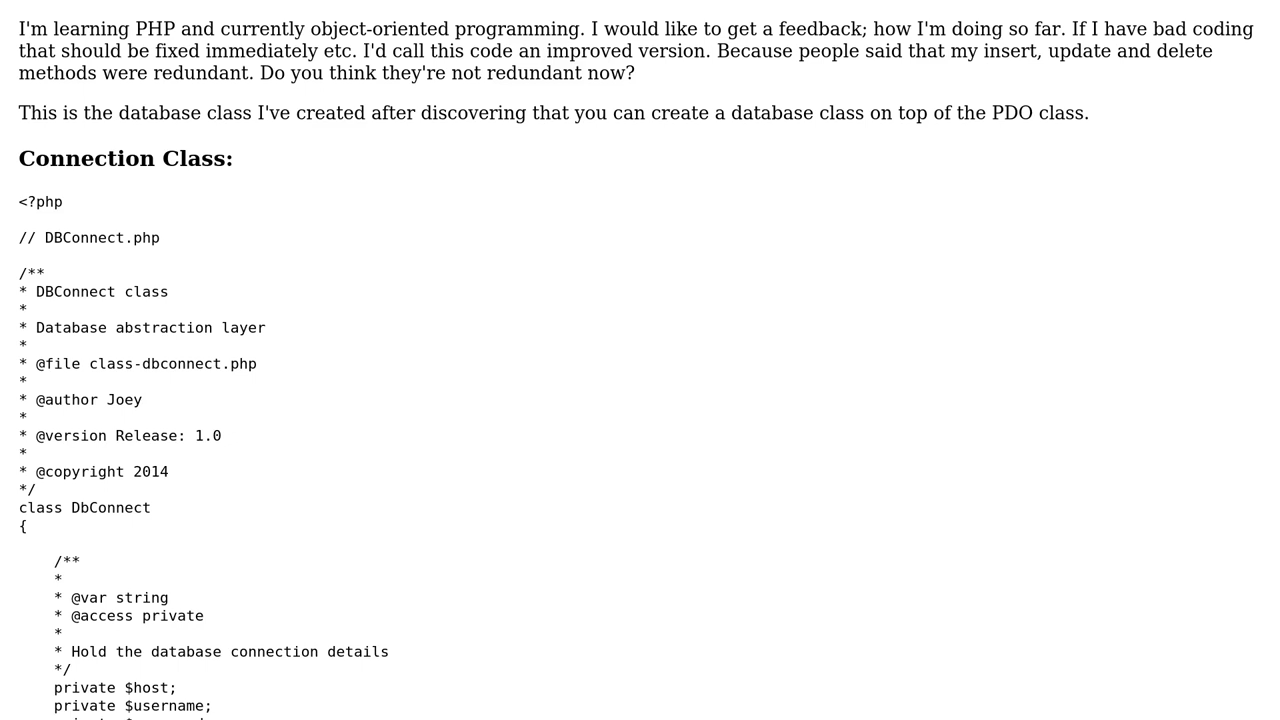 I'm learning PHP and currently object-oriented programming. I would like to get a feedback; how I'm doing so far. If I have bad coding
that should be fixed immediately etc. I'd call this code an improved version. Because people said that my insert, update and delete
methods were redundant. Do you think they're not redundant now?
This is the database class I've created after discovering that you can create a database class on top of the PDO class.
Connection Class:
<?php
// DBConnect.php
/**
* DBConnect class
*
* Database abstraction layer
*
* @file class-dbconnect.php
*
* @author Joey
*
* @version Release: 1.0
*
* @copyright 2014
*/
class DbConnect
{
/**
*
* @var string
* @access private
*
* Hold the database connection details
*/
private $host;
private $username;